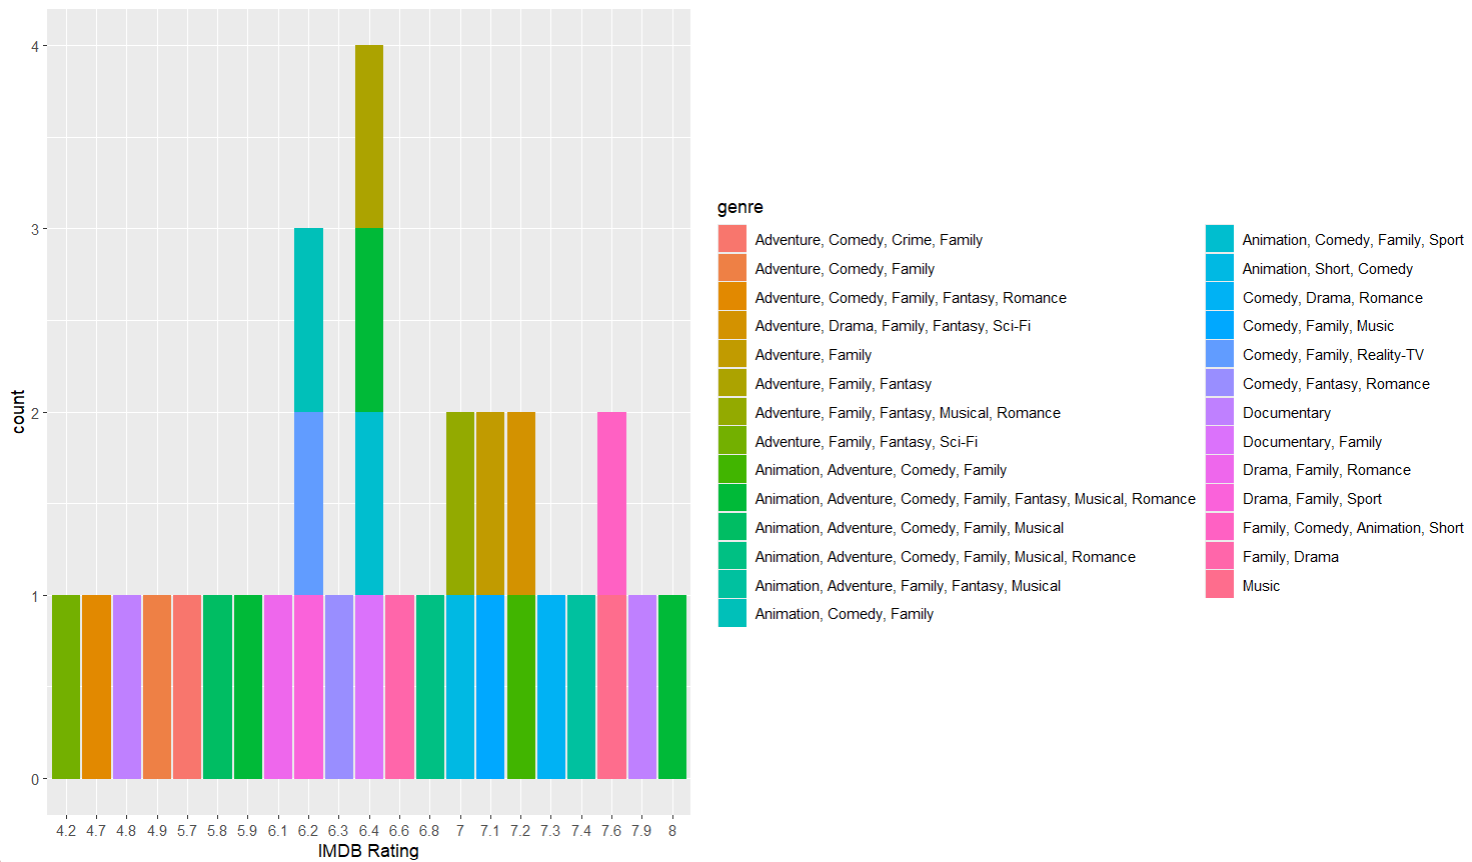 4
3
2
1
0
count
4.2 4.7 4.8 4.9 5.7 5.8 5.9 6.1 6.2 6.3 6.4 6.6 6.8 7 7.1 7.2 7.3 7.4 7.6 7.9 8
IMDB Rating
genre
Adventure, Comedy, Crime, Family
Adventure, Comedy, Family
Adventure, Comedy, Family, Fantasy, Romance
Adventure, Drama, Family, Fantasy, Sci-Fi
Adventure, Family
Adventure, Family, Fantasy
Adventure, Family, Fantasy, Musical, Romance
Adventure, Family, Fantasy, Sci-Fi
Animation, Adventure, Comedy, Family
Animation, Adventure, Comedy, Family, Fantasy, Musical, Romance
Animation, Adventure, Comedy, Family, Musical
Animation, Adventure, Comedy, Family, Musical, Romance
Animation, Adventure, Family, Fantasy, Musical
Animation, Comedy, Family
Animation, Comedy, Family, Sport
Animation, Short, Comedy
Comedy, Drama, Romance
Comedy, Family, Music
Comedy, Family, Reality-TV
Comedy, Fantasy, Romance
Documentary
Documentary, Family
Drama, Family, Romance
Drama, Family, Sport
Family, Comedy, Animation, Short
Family, Drama
Music